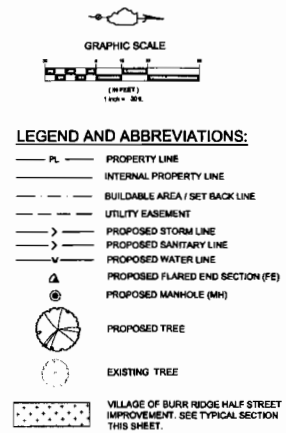 GRAPHIC SCALE
( IN FEET )
1 inch = 30 ft.
LEGEND AND ABBREVIATIONS:
PL PROPERTY LINE
INTERNAL PROPERTY LINE
BUILDABLE AREA / SET BACK LINE
UTILITY EASEMENT
PROPOSED STORM LINE
PROPOSED SANITARY LINE
PROPOSED WATER LINE
PROPOSED FLARED END SECTION (FE)
PROPOSED MANHOLE (MH)
PROPOSED TREE
EXISTING TREE
VILLAGE OF BURR RIDGE HALF STREET
IMPROVEMENT. SEE TYPICAL SECTION
THIS SHEET.